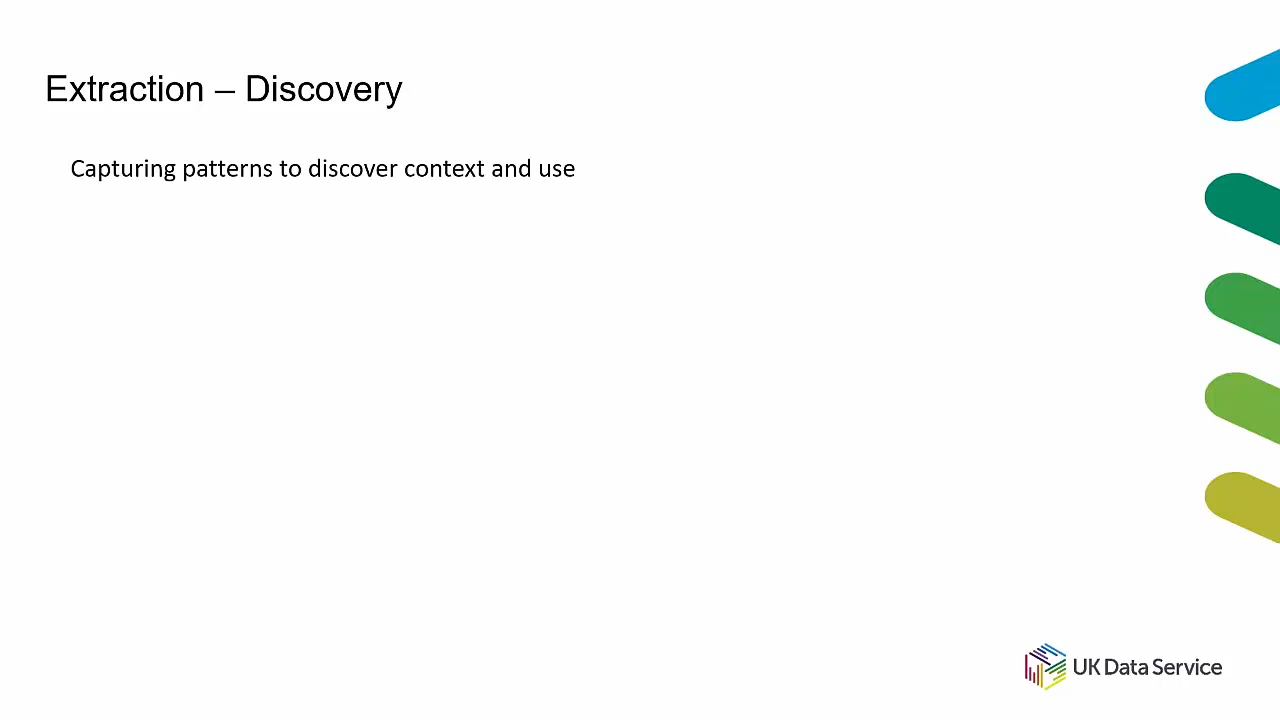 Extraction – Discovery
Capturing patterns to discover context and use
UK Data Service